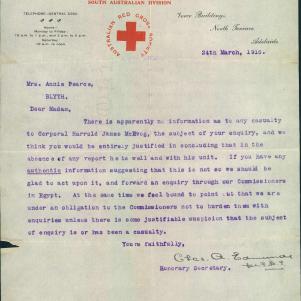 SOUTH AUSTRALIAN DIVISION
TELEPHONE—CENTRAL
AUSTRALIAN RED CROSS SOCIETY
Verco Buildings,
North Terrace,
Adelaide.
24th March, 1916.
Mrs. Annie Pearce,
BLYTH.
Dear Madam,
There is apparently no information as to any casualty
to Corporal Harrold James McEvoy, the subject of your enquiry, and we
think you would be entirely justified in concluding that in the
absence of any report he is well and with his unit. If you have any
authentic information suggesting that this is not so we should be
glad to act upon it, and forward an enquiry through our Commissioners
in Egypt. At the same time we feel bound to point out that we are
under an obligation to the Commissioners not to burden them with
enquiries unless there is some justifiable suspicion that the subject
of enquiry is or has been a casualty.
Yours faithfully,
Chas. A. Edmunds
Honorary Secretary.